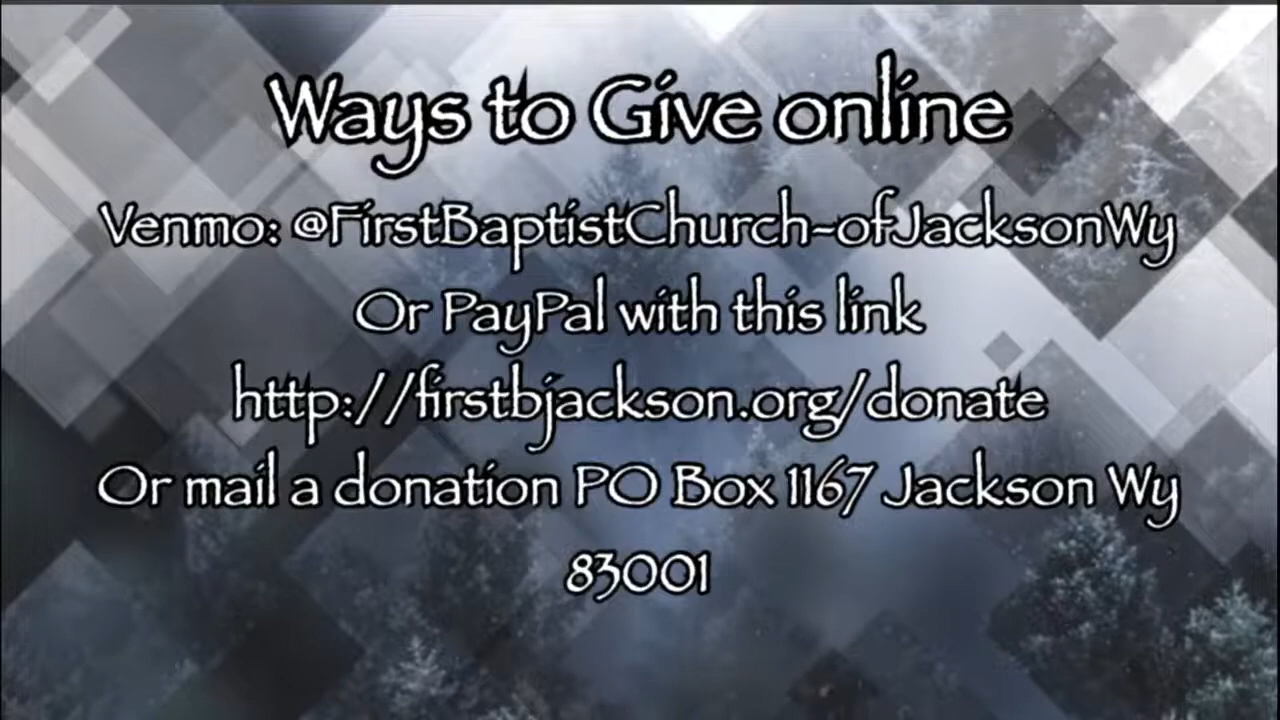 Ways to Give online
Venmo: @FirstBaptistChurch-ofJacksonWy
Or PayPal with this link
http://firstbjackson.org/donate
Or mail a donation PO Box 1167 Jackson Wy
83001